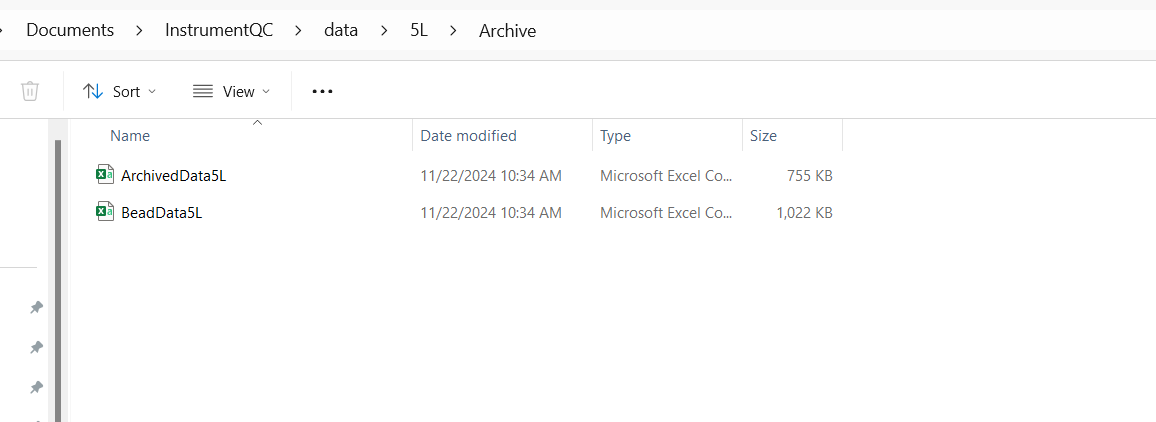 Documents > InstrumentQC > data > 5L > Archive
Sort View
Name Date modified Type Size
ArchivedData5L 11/22/2024 10:34 AM Microsoft Excel Co... 755 KB
BeadData5L 11/22/2024 10:34 AM Microsoft Excel Co... 1,022 KB